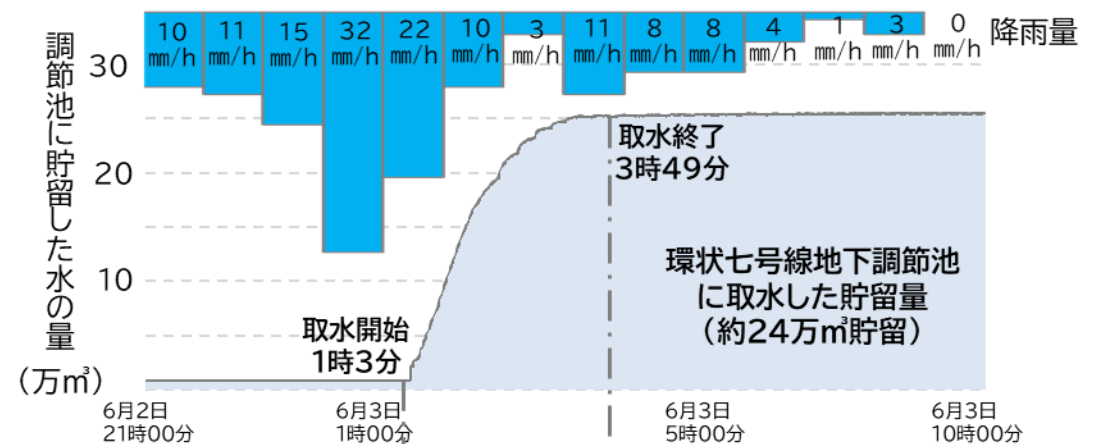 10
mm/h
11
mm/h
15
mm/h
32
mm/h
22
mm/h
10
mm/h
3
mm/h
11
mm/h
8
mm/h
8
mm/h
4
mm/h
1
mm/h
3
mm/h
0
mm/h
降雨量
調節池に貯留した水の量
(万㎥)
30
20
10
取水開始
1時3分
取水終了
3時49分
環状七号線地下調節池
に取水した貯留量
(約24万㎥貯留)
6月2日
21時00分
6月3日
1時00分
6月3日
5時00分
6月3日
10時00分